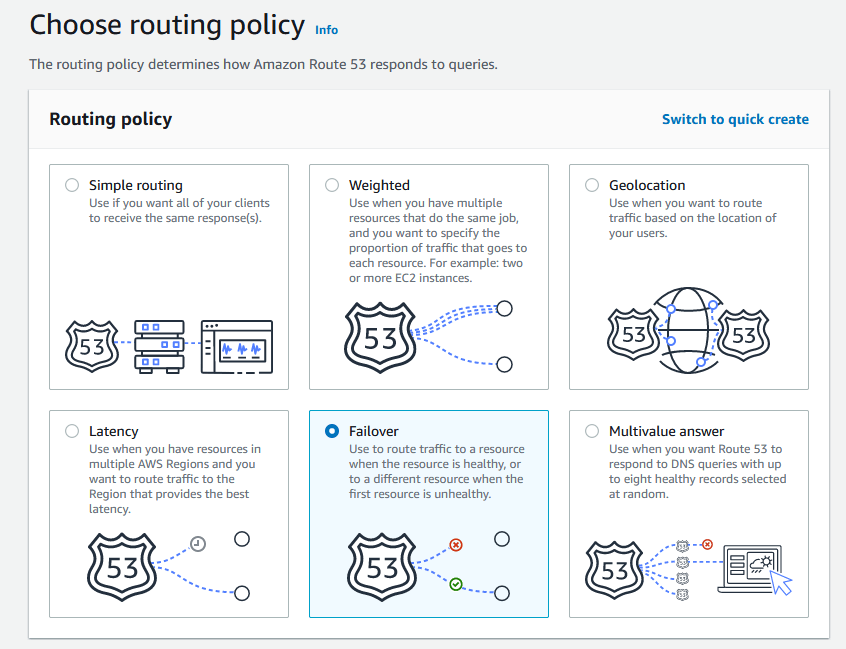 Choose routing policy Info
The routing policy determines how Amazon Route 53 responds to queries.
Routing policy
Switch to quick create
Simple routing
Use if you want all of your clients
to receive the same response(s).
53
Weighted
Use when you have multiple
resources that do the same job,
and you want to specify the
proportion of traffic that goes to
each resource. For example: two
or more EC2 instances.
53
Geolocation
Use when you want to route
traffic based on the location of
your users.
53
53
Latency
Use when you have resources in
multiple AWS Regions and you
want to route traffic to the
Region that provides the best
latency.
53
Failover
Use to route traffic to a resource
when the resource is healthy, or
to a different resource when the
first resource is unhealthy.
53
Multivalue answer
Use when you want Route 53 to
respond to DNS queries with up
to eight healthy records selected
at random.
53
53
53
53
53